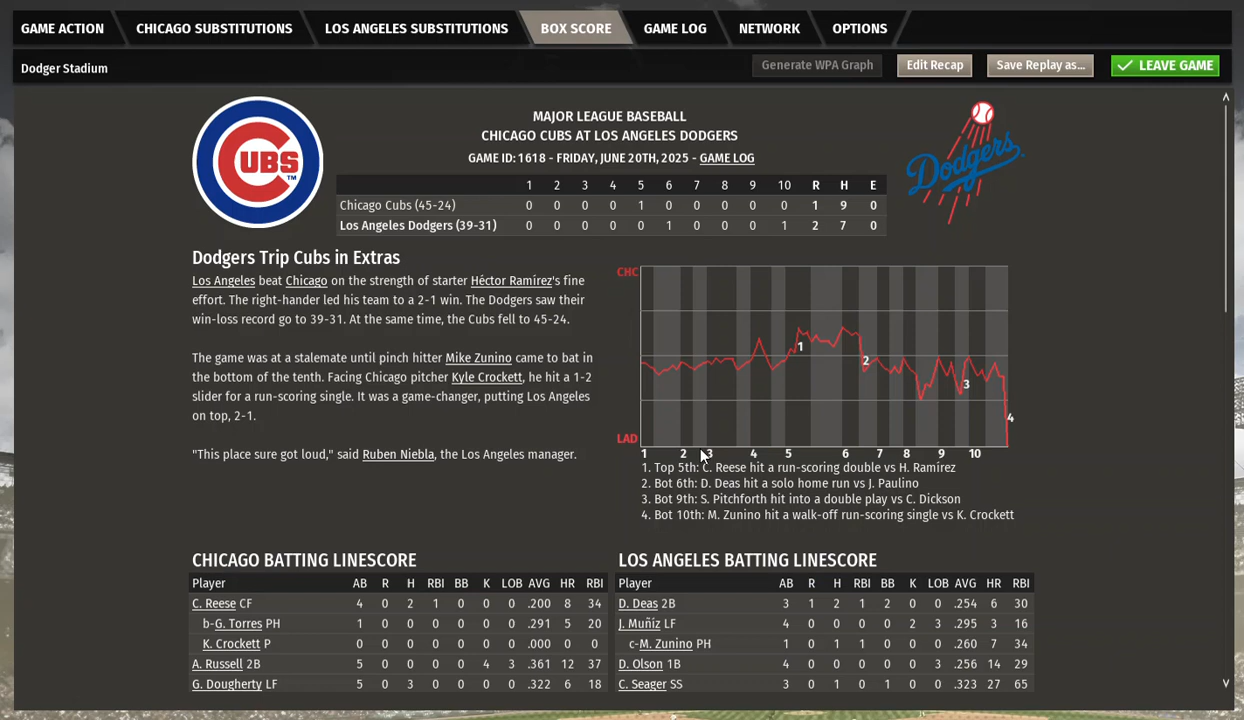 GAME ACTION CHICAGO SUBSTITUTIONS LOS ANGELES SUBSTITUTIONS BOX SCORE GAME LOG NETWORK OPTIONS
Dodger Stadium Generate WPA Graph Edit Recap Save Replay as... LEAVE GAME
CUBS TM
Dodgers
MAJOR LEAGUE BASEBALL
CHICAGO CUBS AT LOS ANGELES DODGERS
GAME ID: 1618 - FRIDAY, JUNE 20TH, 2025 - GAME LOG
1 2 3 4 5 6 7 8 9 10 R H E
Chicago Cubs (45-24) 0 0 0 0 1 0 0 0 0 0 1 9 0
Los Angeles Dodgers (39-31) 0 0 0 0 0 1 0 0 0 1 2 7 0
Dodgers Trip Cubs in Extras
Los Angeles beat Chicago on the strength of starter Héctor Ramírez's fine
effort. The right-hander led his team to a 2-1 win. The Dodgers saw their
win-loss record go to 39-31. At the same time, the Cubs fell to 45-24.
The game was at a stalemate until pinch hitter Mike Zunino came to bat in
the bottom of the tenth. Facing Chicago pitcher Kyle Crockett, he hit a 1-2
slider for a run-scoring single. It was a game-changer, putting Los Angeles
on top, 2-1.
"This place sure got loud," said Ruben Niebla, the Los Angeles manager.
CHC
1 2 3 4
LAD
1 2 3 4 5 6 7 8 9 10
1. Top 5th: C. Reese hit a run-scoring double vs H. Ramírez
2. Bot 6th: D. Deas hit a solo home run vs J. Paulino
3. Bot 9th: S. Pitchforth hit into a double play vs C. Dickson
4. Bot 10th: M. Zunino hit a walk-off run-scoring single vs K. Crockett
CHICAGO BATTING LINESCORE
Player AB R H RBI BB K LOB AVG HR RBI
C. Reese CF 4 0 2 1 0 0 0 .200 8 34
b-G. Torres PH 1 0 0 0 0 0 0 .291 5 20
K. Crockett P 0 0 0 0 0 0 0 .000 0 0
A. Russell 2B 5 0 0 0 0 4 3 .361 12 37
G. Dougherty LF 5 0 3 0 0 0 0 .322 6 18
LOS ANGELES BATTING LINESCORE
Player AB R H RBI BB K LOB AVG HR RBI
D. Deas 2B 3 1 2 1 2 0 0 .254 6 30
J. Muñíz LF 4 0 0 0 0 2 3 .295 3 16
c-M. Zunino PH 1 0 1 1 0 0 0 .260 7 34
D. Olson 1B 4 0 0 0 0 0 3 .256 14 29
C. Seager SS 3 0 1 0 1 0 0 .323 27 65